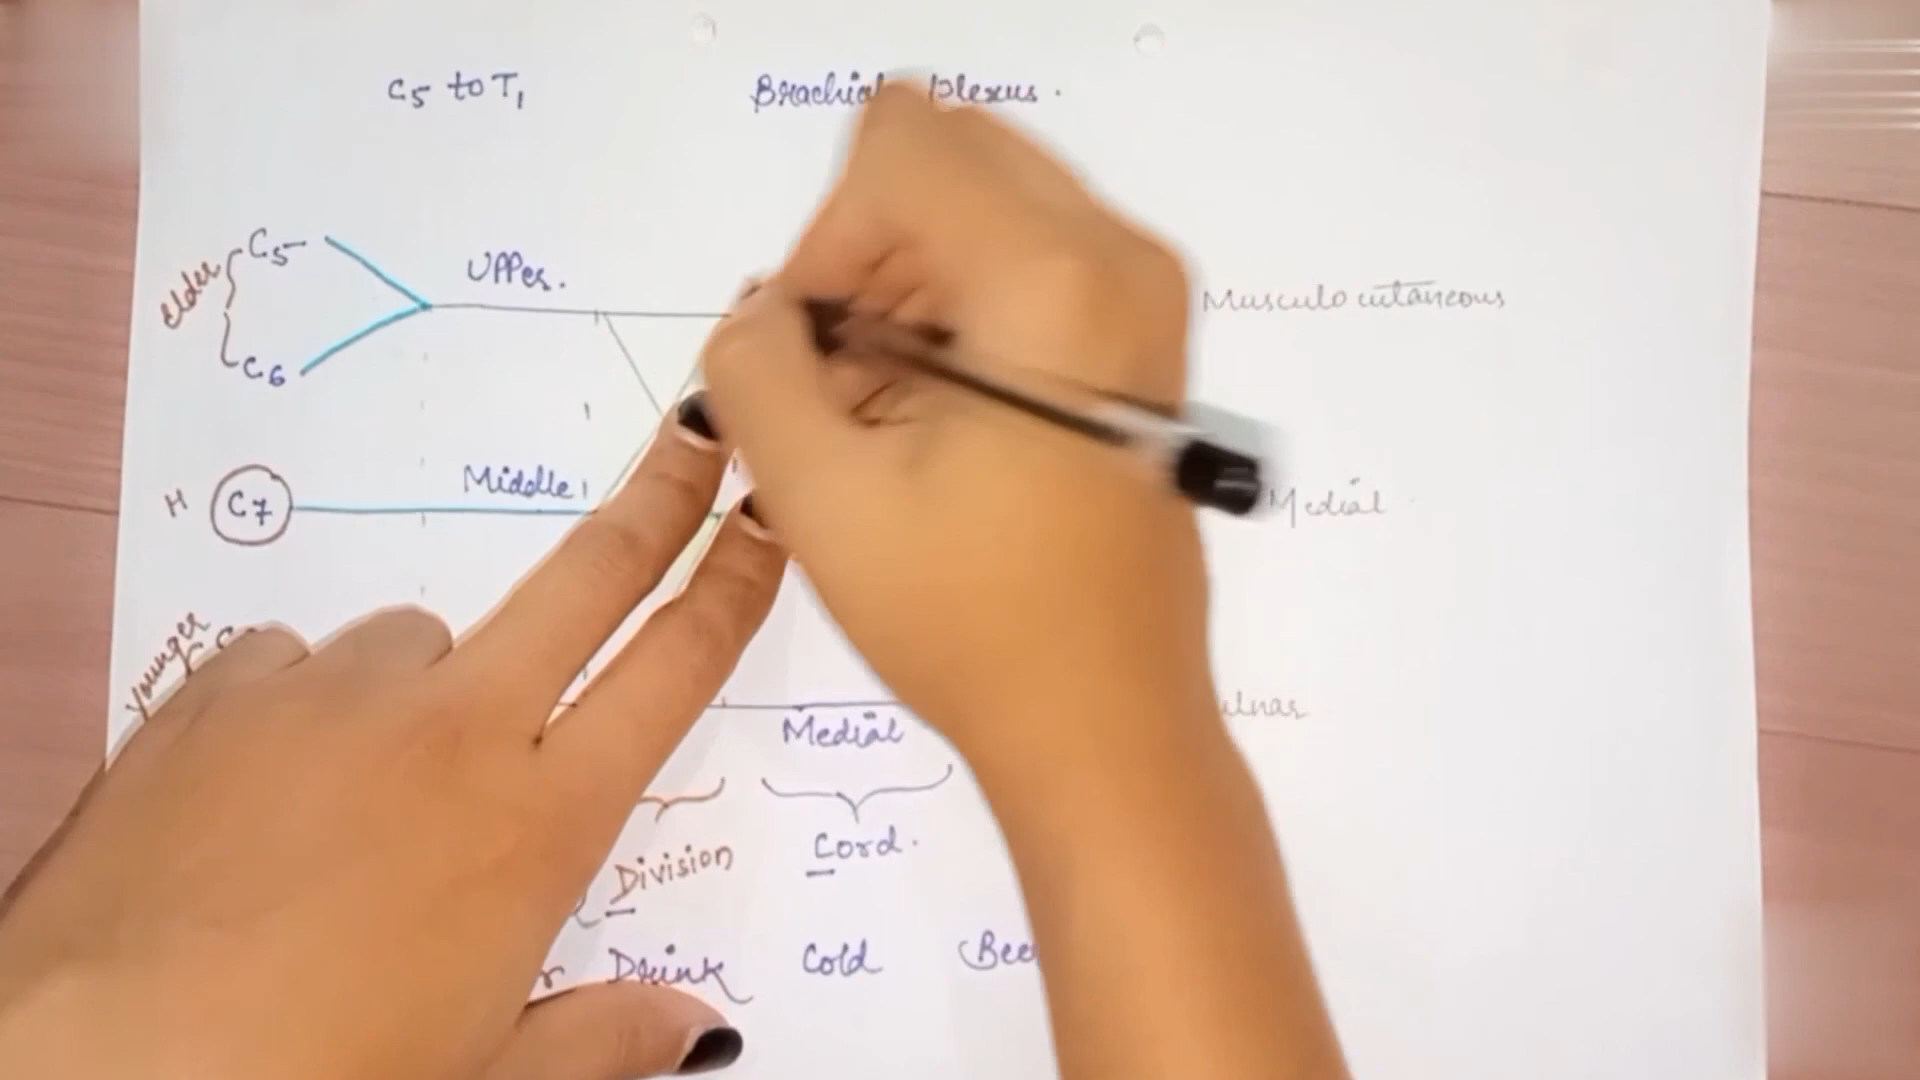 C5 to T1
Brachial Plexus.
Elder
C5
Upper.
Musculocutaneous
C6
H
C7
Middle
Medial
Younger
ulnar
Medial
Division
Cord.
Drink
Cold